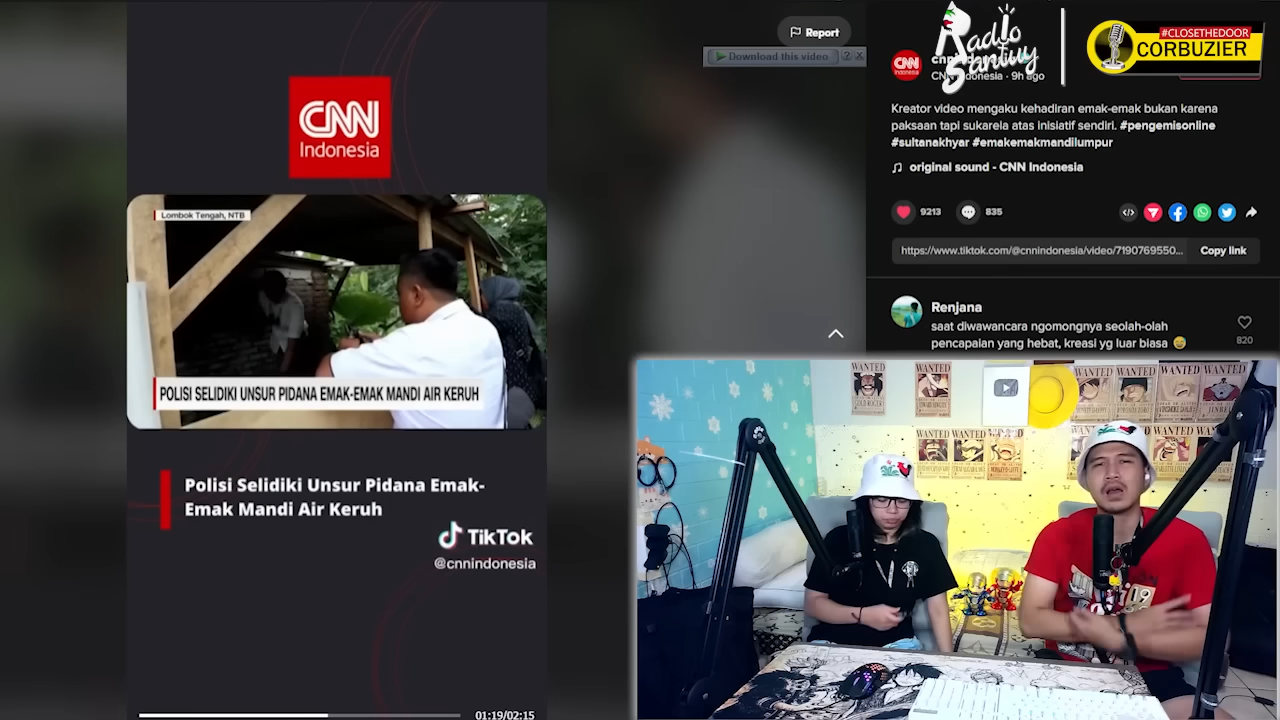 CNN
Indonesia
Lombok Tengah, NTB
POLISI SELIDIKI UNSUR PIDANA EMAK-EMAK MANDI AIR KERUH
Polisi Selidiki Unsur Pidana Emak-
Emak Mandi Air Keruh
TikTok
@cnnindonesia
01:19/02:15
Report
Download this video
Radio
Santuy
#CLOSETHEDOOR
CORBUZIER
CNN Indonesia · 9h ago
Kreator video mengaku kehadiran emak-emak bukan karena
paksaan tapi sukarela atas inisiatif sendiri. #pengemisonline
#sultanakhyar #emakemakmandilumpur
original sound - CNN Indonesia
9213
835
https://www.tiktok.com/@cnnindonesia/video/7190769550...
Copy link
Renjana
saat diwawancara ngomongnya seolah-olah
pencapaian yang hebat, kreasi yg luar biasa 😅
820
WANTED
WANTED
WANTED
WANTED
WANTED